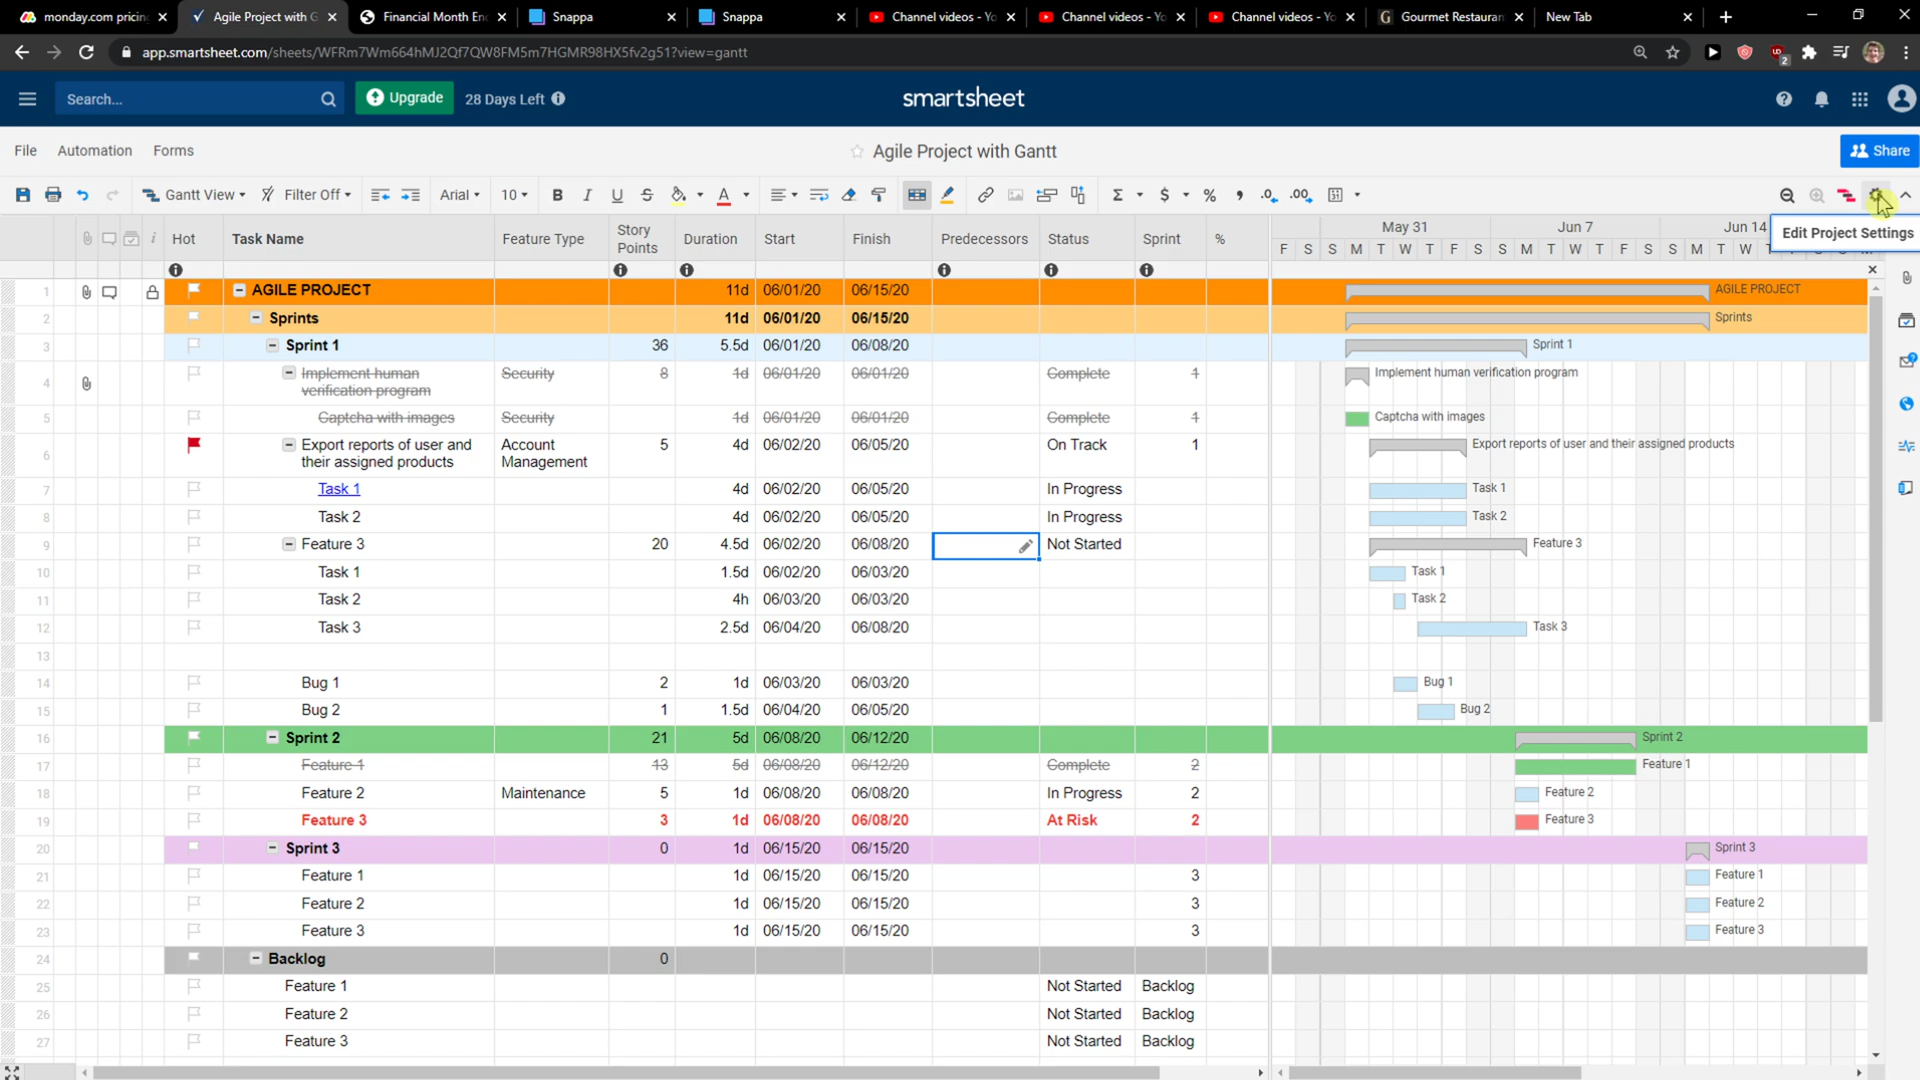 monday.com pricing
Agile Project with G
Financial Month En
Snappa
Snappa
Channel videos - Yo
Channel videos - Yo
Channel videos - Yo
Gourmet Restauran
New Tab
app.smartsheet.com/sheets/WFRm7Wm664hMJ2Qf7QW8FM5m7HGMR98HX5fv2g51?view=gantt
2
Search...
Upgrade
28 Days Left
smartsheet
File
Automation
Forms
Agile Project with Gantt
Share
Gantt View
Filter Off
Arial
10
B I U S A
Σ $ % , .0 .00
Edit Project Settings
Hot
Task Name
Feature Type
Story Points
Duration
Start
Finish
Predecessors
Status
Sprint
%
May 31
Jun 7
Jun 14
F S S M T W T F S S M T W T F S S M T W
1 AGILE PROJECT 11d 06/01/20 06/15/20 AGILE PROJECT
2 Sprints 11d 06/01/20 06/15/20 Sprints
3 Sprint 1 36 5.5d 06/01/20 06/08/20 Sprint 1
4 Implement human verification program Security 8 1d 06/01/20 06/01/20 Complete 1 Implement human verification program
5 Captcha with images Security 1d 06/01/20 06/01/20 Complete 1 Captcha with images
6 Export reports of user and their assigned products Account Management 5 4d 06/02/20 06/05/20 On Track 1 Export reports of user and their assigned products
7 Task 1 4d 06/02/20 06/05/20 In Progress Task 1
8 Task 2 4d 06/02/20 06/05/20 In Progress Task 2
9 Feature 3 20 4.5d 06/02/20 06/08/20 Not Started Feature 3
10 Task 1 1.5d 06/02/20 06/03/20 Task 1
11 Task 2 4h 06/03/20 06/03/20 Task 2
12 Task 3 2.5d 06/04/20 06/08/20 Task 3
13
14 Bug 1 2 1d 06/03/20 06/03/20 Bug 1
15 Bug 2 1 1.5d 06/04/20 06/05/20 Bug 2
16 Sprint 2 21 5d 06/08/20 06/12/20 Sprint 2
17 Feature 1 13 5d 06/08/20 06/12/20 Complete 2 Feature 1
18 Feature 2 Maintenance 5 1d 06/08/20 06/08/20 In Progress 2 Feature 2
19 Feature 3 3 1d 06/08/20 06/08/20 At Risk 2 Feature 3
20 Sprint 3 0 1d 06/15/20 06/15/20 Sprint 3
21 Feature 1 1d 06/15/20 06/15/20 3 Feature 1
22 Feature 2 1d 06/15/20 06/15/20 3 Feature 2
23 Feature 3 1d 06/15/20 06/15/20 3 Feature 3
24 Backlog 0
25 Feature 1 Not Started Backlog
26 Feature 2 Not Started Backlog
27 Feature 3 Not Started Backlog